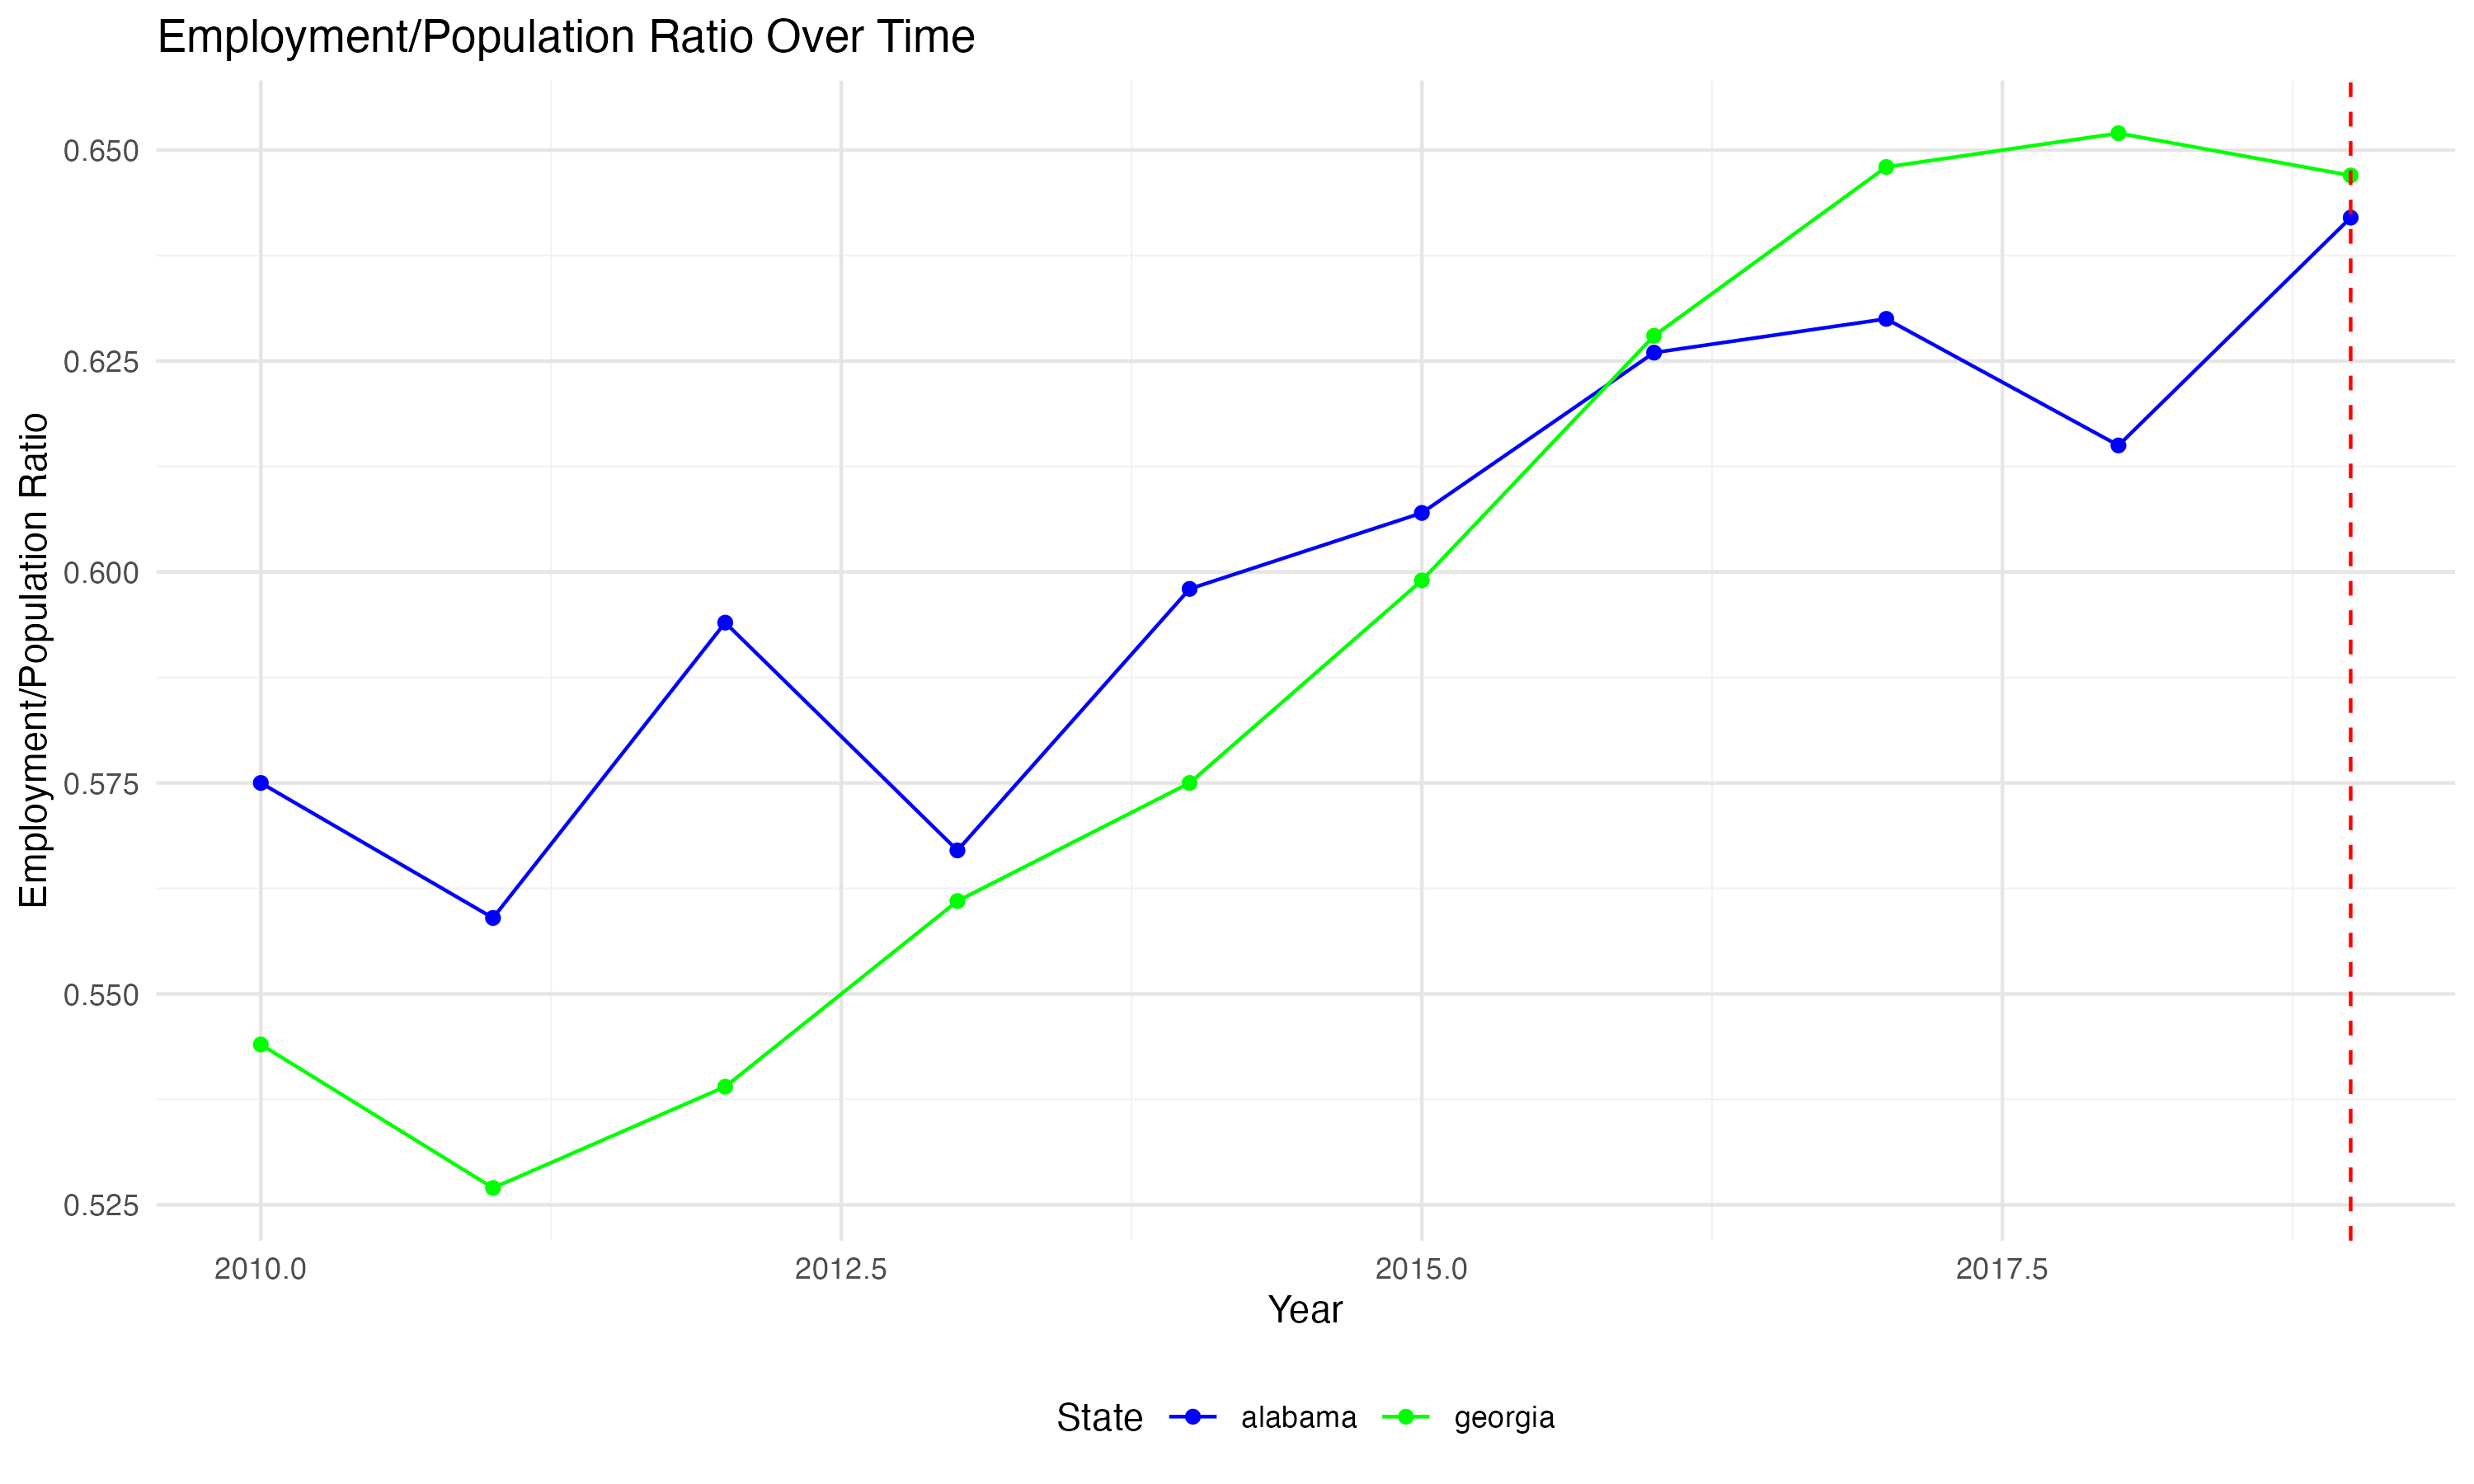 Employment/Population Ratio Over Time
Employment/Population Ratio
0.650
0.625
0.600
0.575
0.550
0.525
2010.0 2012.5 2015.0 2017.5
Year
State alabama georgia